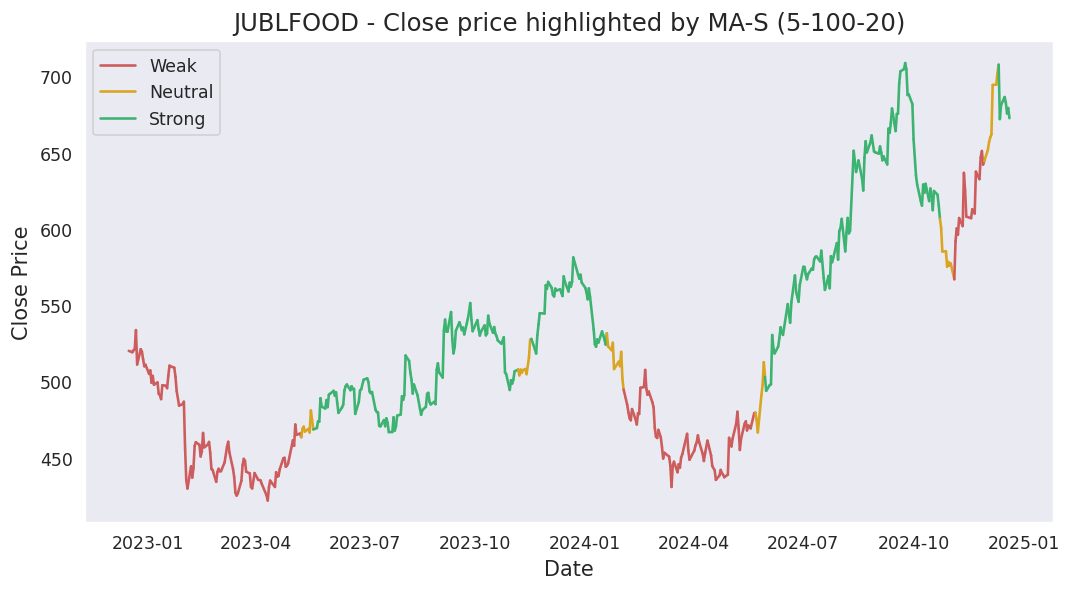 JUBLFOOD - Close price highlighted by MA-S (5-100-20)
Weak
Neutral
Strong
Close Price
700
650
600
550
500
450
2023-01 2023-04 2023-07 2023-10 2024-01 2024-04 2024-07 2024-10 2025-01
Date